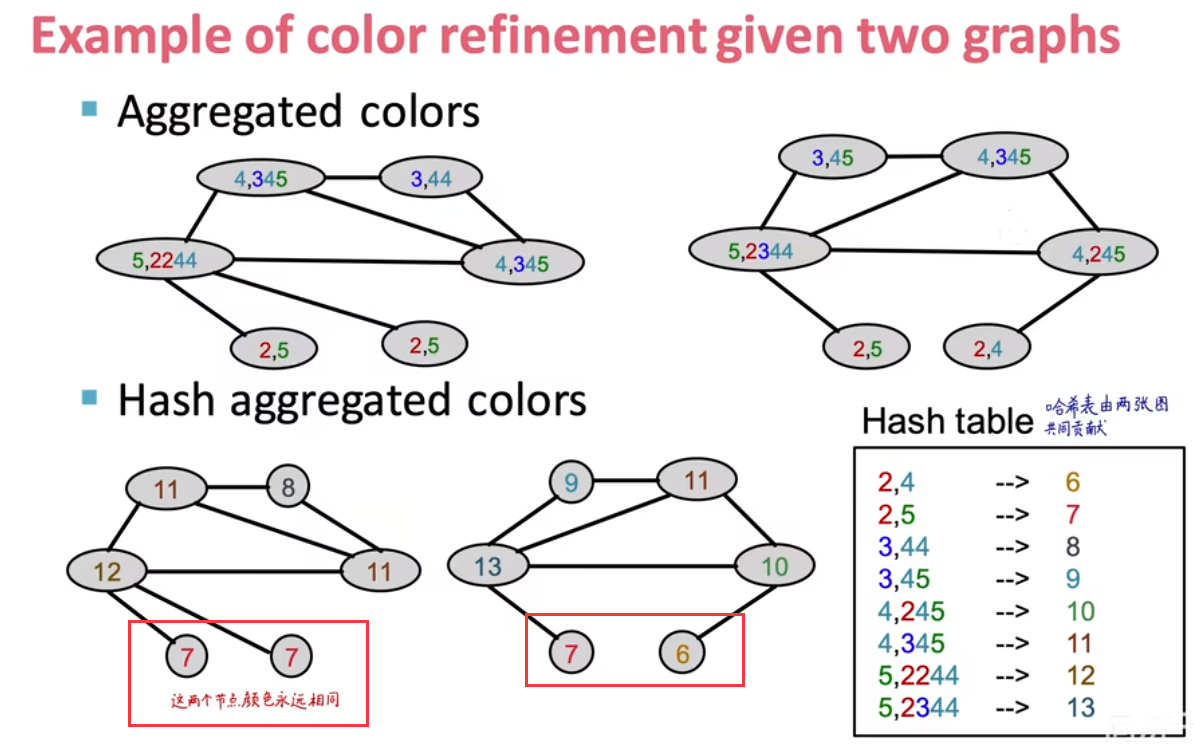 Example of color refinement given two graphs
Aggregated colors
4,345
3,44
5,2244
4,345
2,5
2,5
3,45
4,345
5,2344
4,245
2,5
2,4
Hash aggregated colors
11
8
12
11
7
7
这两个节点颜色永远相同
9
11
13
10
7
6
Hash table
哈希表由两张图
共同贡献
2,4 --> 6
2,5 --> 7
3,44 --> 8
3,45 --> 9
4,245 --> 10
4,345 --> 11
5,2244 --> 12
5,2344 --> 13